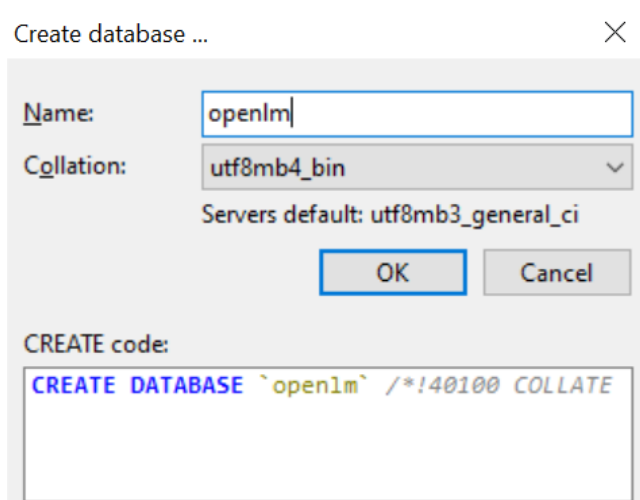 Create database ...
Name: openlm
Collation: utf8mb4_bin
Servers default: utf8mb3_general_ci
OK Cancel
CREATE code:
CREATE DATABASE `openlm` /*!40100 COLLATE